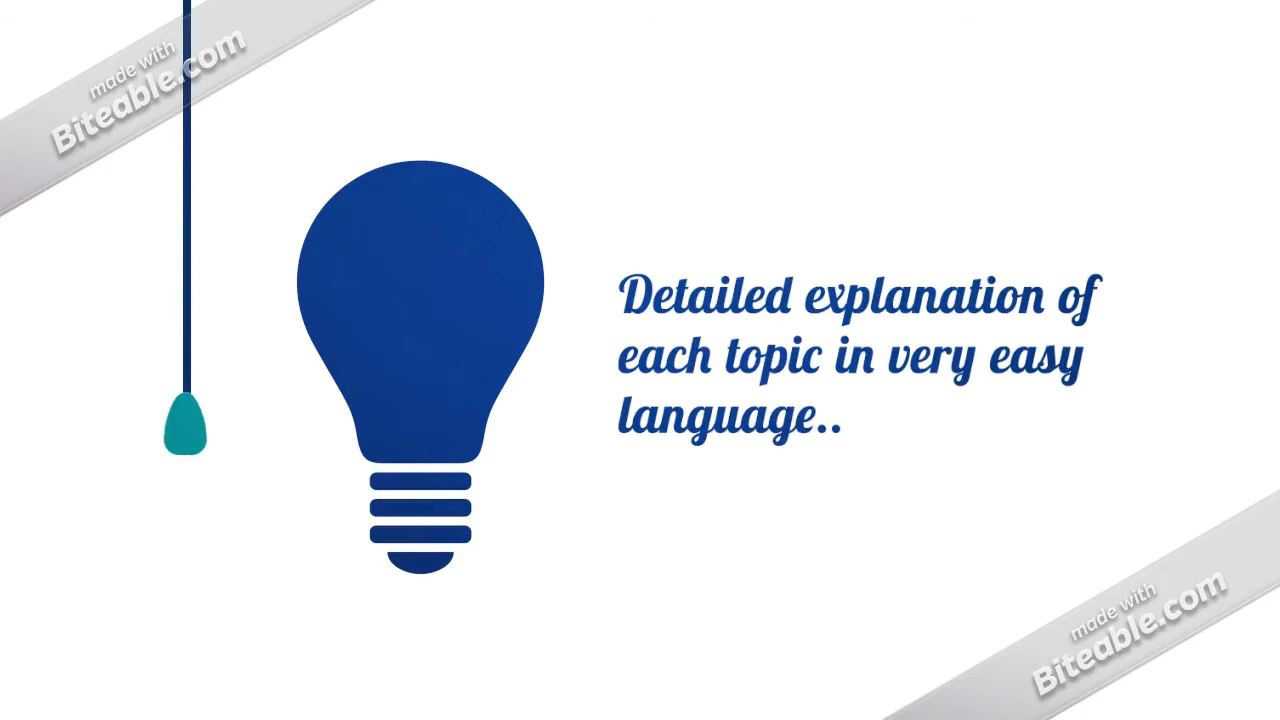 made with
Biteable.com
Detailed explanation of
each topic in very easy
language..
made with
Biteable.com